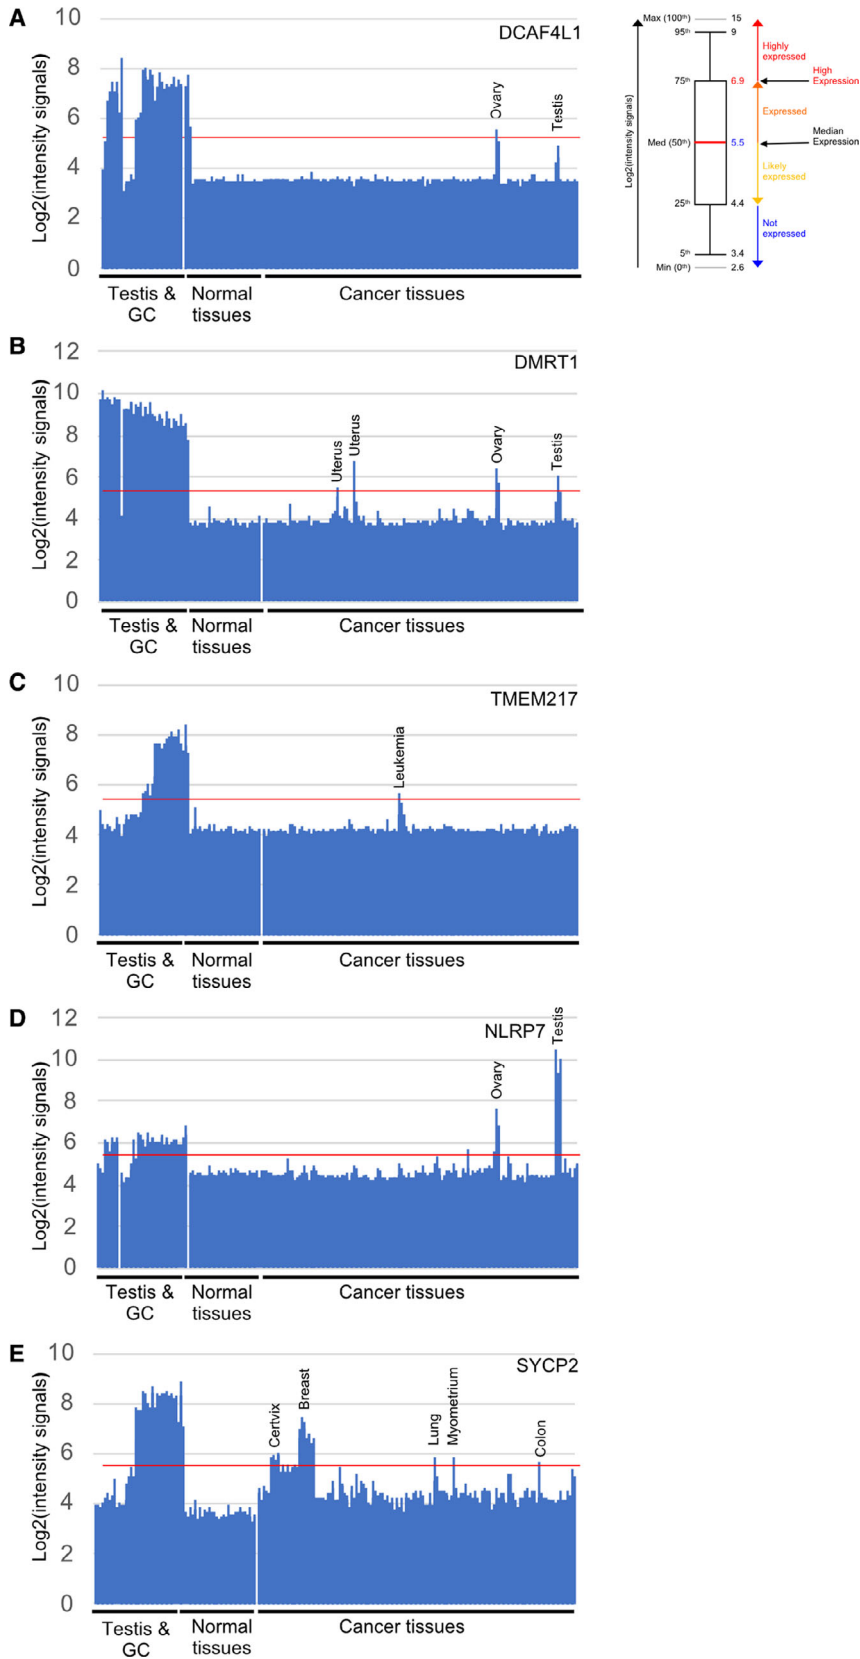 A
DCAF4L1
Log2(intensity signals)
10
8
6
4
2
0
Ovary
Testis
Testis & GC
Normal tissues
Cancer tissues
Log2(intensity signals)
Max (100th) 15
95th 9
75th 6.9
Med (50th) 5.5
25th 4.4
5th 3.4
Min (0th) 2.6
Highly expressed
High Expression
Expressed
Median Expression
Likely expressed
Not expressed
B
DMRT1
Log2(intensity signals)
12
10
8
6
4
2
0
Uterus
Uterus
Ovary
Testis
Testis & GC
Normal tissues
Cancer tissues
C
TMEM217
Log2(intensity signals)
10
8
6
4
2
0
Leukemia
Testis & GC
Normal tissues
Cancer tissues
D
NLRP7
Log2(intensity signals)
12
10
8
6
4
2
0
Ovary
Testis
Testis & GC
Normal tissues
Cancer tissues
E
SYCP2
Log2(intensity signals)
10
8
6
4
2
0
Certvix
Breast
Lung
Myometrium
Colon
Testis & GC
Normal tissues
Cancer tissues